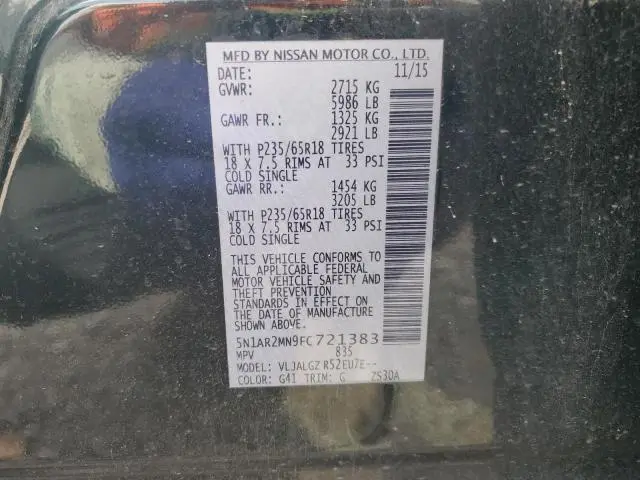 MFD BY NISSAN MOTOR CO., LTD.
DATE: 11/15
GVWR: 2715 KG
5986 LB
GAWR FR.: 1325 KG
2921 LB
WITH P235/65R18 TIRES
18 X 7.5 RIMS AT 33 PSI
COLD SINGLE
GAWR RR.: 1454 KG
3205 LB
WITH P235/65R18 TIRES
18 X 7.5 RIMS AT 33 PSI
COLD SINGLE
THIS VEHICLE CONFORMS TO
ALL APPLICABLE FEDERAL
MOTOR VEHICLE SAFETY AND
THEFT PREVENTION
STANDARDS IN EFFECT ON
THE DATE OF MANUFACTURE
SHOWN ABOVE.
5N1AR2MN9FC721383
MPV 835
MODEL: VLJALGZ R52EU7E--
COLOR: G41 TRIM: G ZS30A